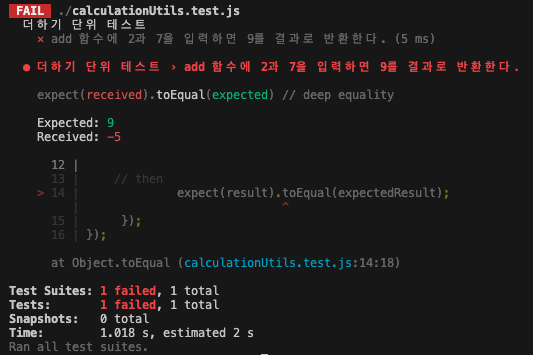 FAIL ./calculationUtils.test.js
더하기 단위 테스트
× add 함수에 2과 7을 입력하면 9를 결과로 반환한다. (5 ms)
● 더하기 단위 테스트 › add 함수에 2과 7을 입력하면 9를 결과로 반환한다.
expect(received).toEqual(expected) // deep equality
Expected: 9
Received: -5
12 |
13 | // then
> 14 | expect(result).toEqual(expectedResult);
| ^
15 | });
16 | });
at Object.toEqual (calculationUtils.test.js:14:18)
Test Suites: 1 failed, 1 total
Tests: 1 failed, 1 total
Snapshots: 0 total
Time: 1.018 s, estimated 2 s
Ran all test suites.